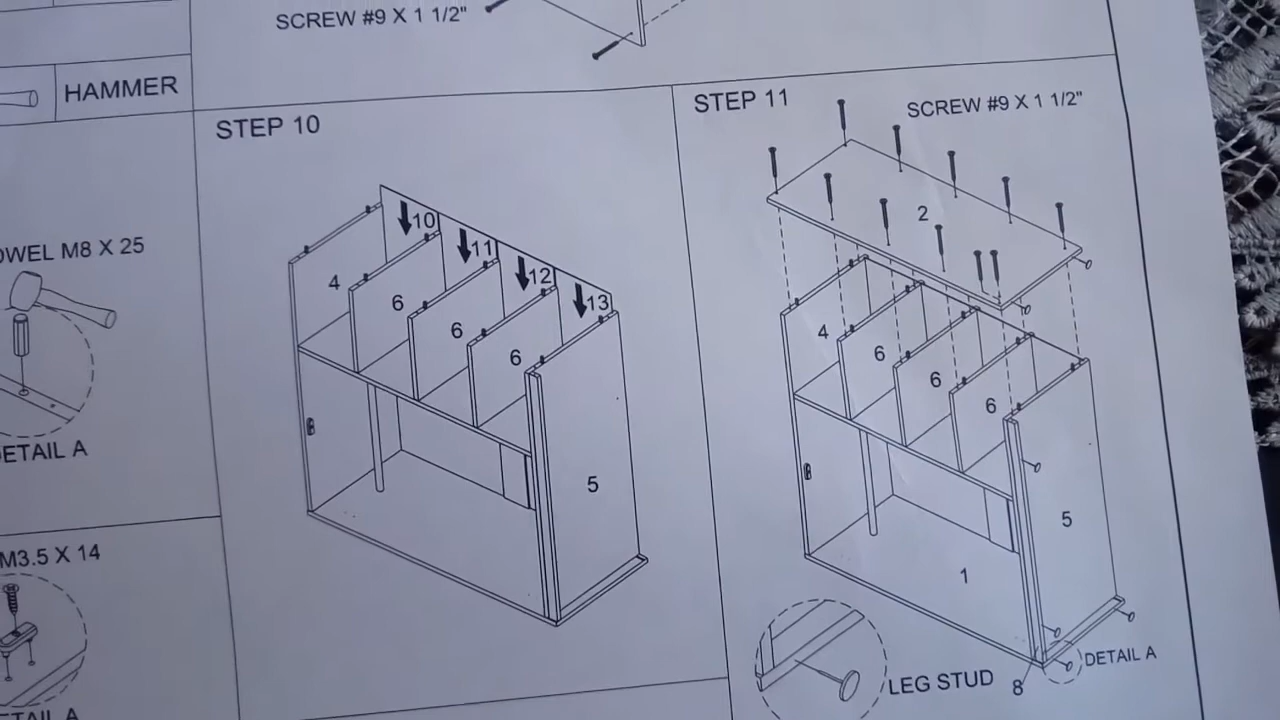 SCREW #9 X 1 1/2"
HAMMER
OWEL M8 X 25
ETAIL A
M3.5 X 14
ETAIL A
STEP 10
10
11
12
13
4
6
6
6
5
STEP 11
SCREW #9 X 1 1/2"
2
4
6
6
6
5
1
8
DETAIL A
LEG STUD